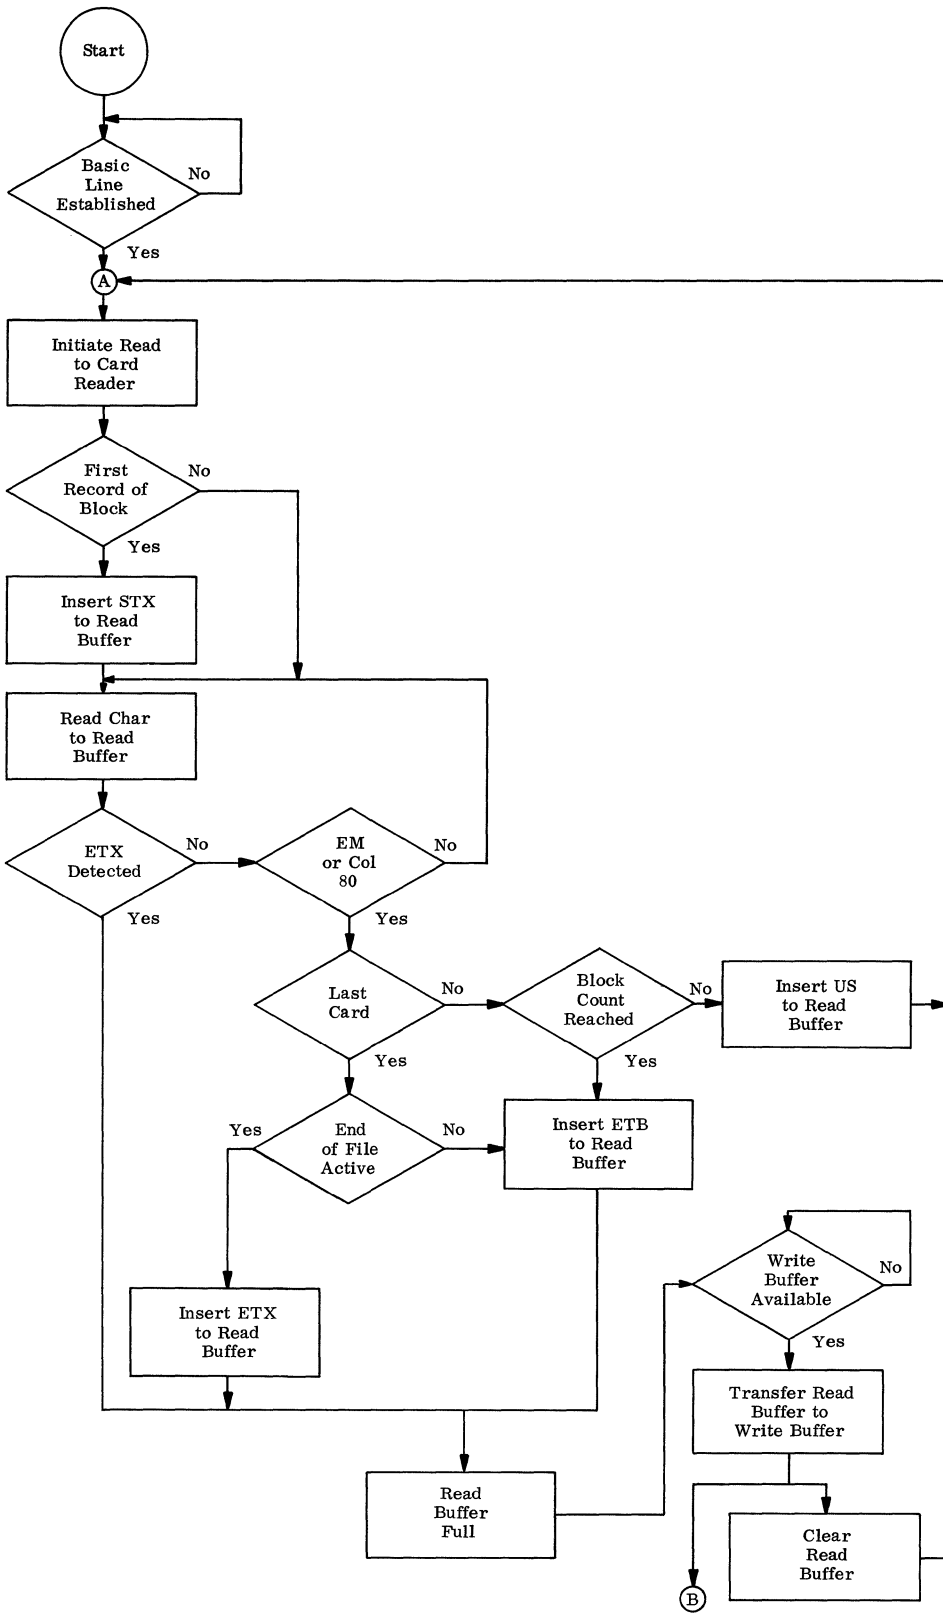 Start
Basic
Line
Established
No
Yes
A
Initiate Read
to Card
Reader
First
Record of
Block
No
Yes
Insert STX
to Read
Buffer
Read Char
to Read
Buffer
ETX
Detected
No
Yes
EM
or Col
80
No
Yes
Last
Card
No
Yes
Block
Count
Reached
No
Yes
Insert US
to Read
Buffer
End
of File
Active
Yes
No
Insert ETB
to Read
Buffer
Insert ETX
to Read
Buffer
Read
Buffer
Full
Write
Buffer
Available
No
Yes
Transfer Read
Buffer to
Write Buffer
Clear
Read
Buffer
B